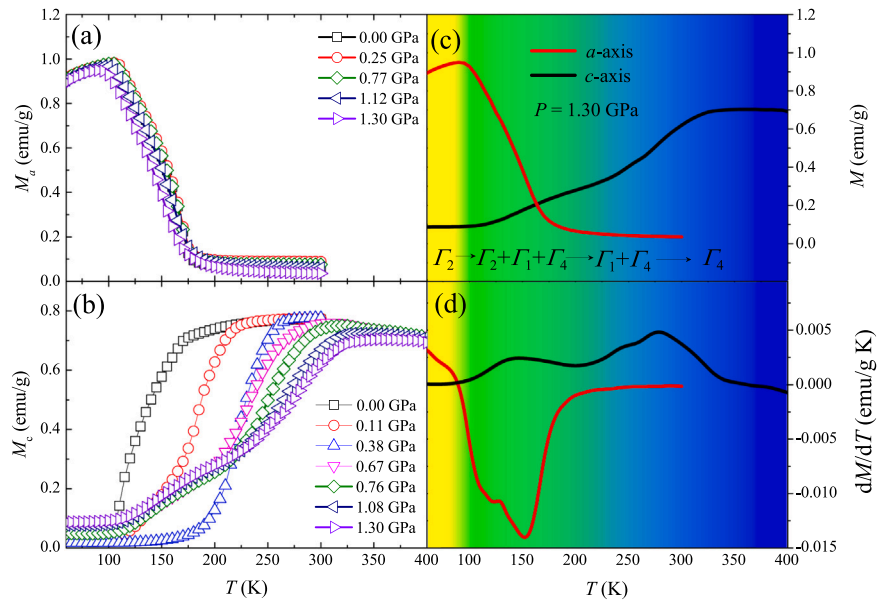 (a)
0.00 GPa
0.25 GPa
0.77 GPa
1.12 GPa
1.30 GPa
M_a (emu/g)
1.2
1.0
0.8
0.6
0.4
0.2
0.0
(b)
0.00 GPa
0.11 GPa
0.38 GPa
0.67 GPa
0.76 GPa
1.08 GPa
1.30 GPa
M_c (emu/g)
0.8
0.6
0.4
0.2
0.0
100 150 200 250 300 350
T (K)
(c)
a-axis
c-axis
P = 1.30 GPa
Γ2 → Γ2+Γ1+Γ4 → Γ1+Γ4 → Γ4
1.2
1.0
0.8
0.6
0.4
0.2
0.0
M (emu/g)
(d)
0.005
0.000
-0.005
-0.010
-0.015
dM/dT (emu/g K)
400 100 150 200 250 300 350 400
T (K)